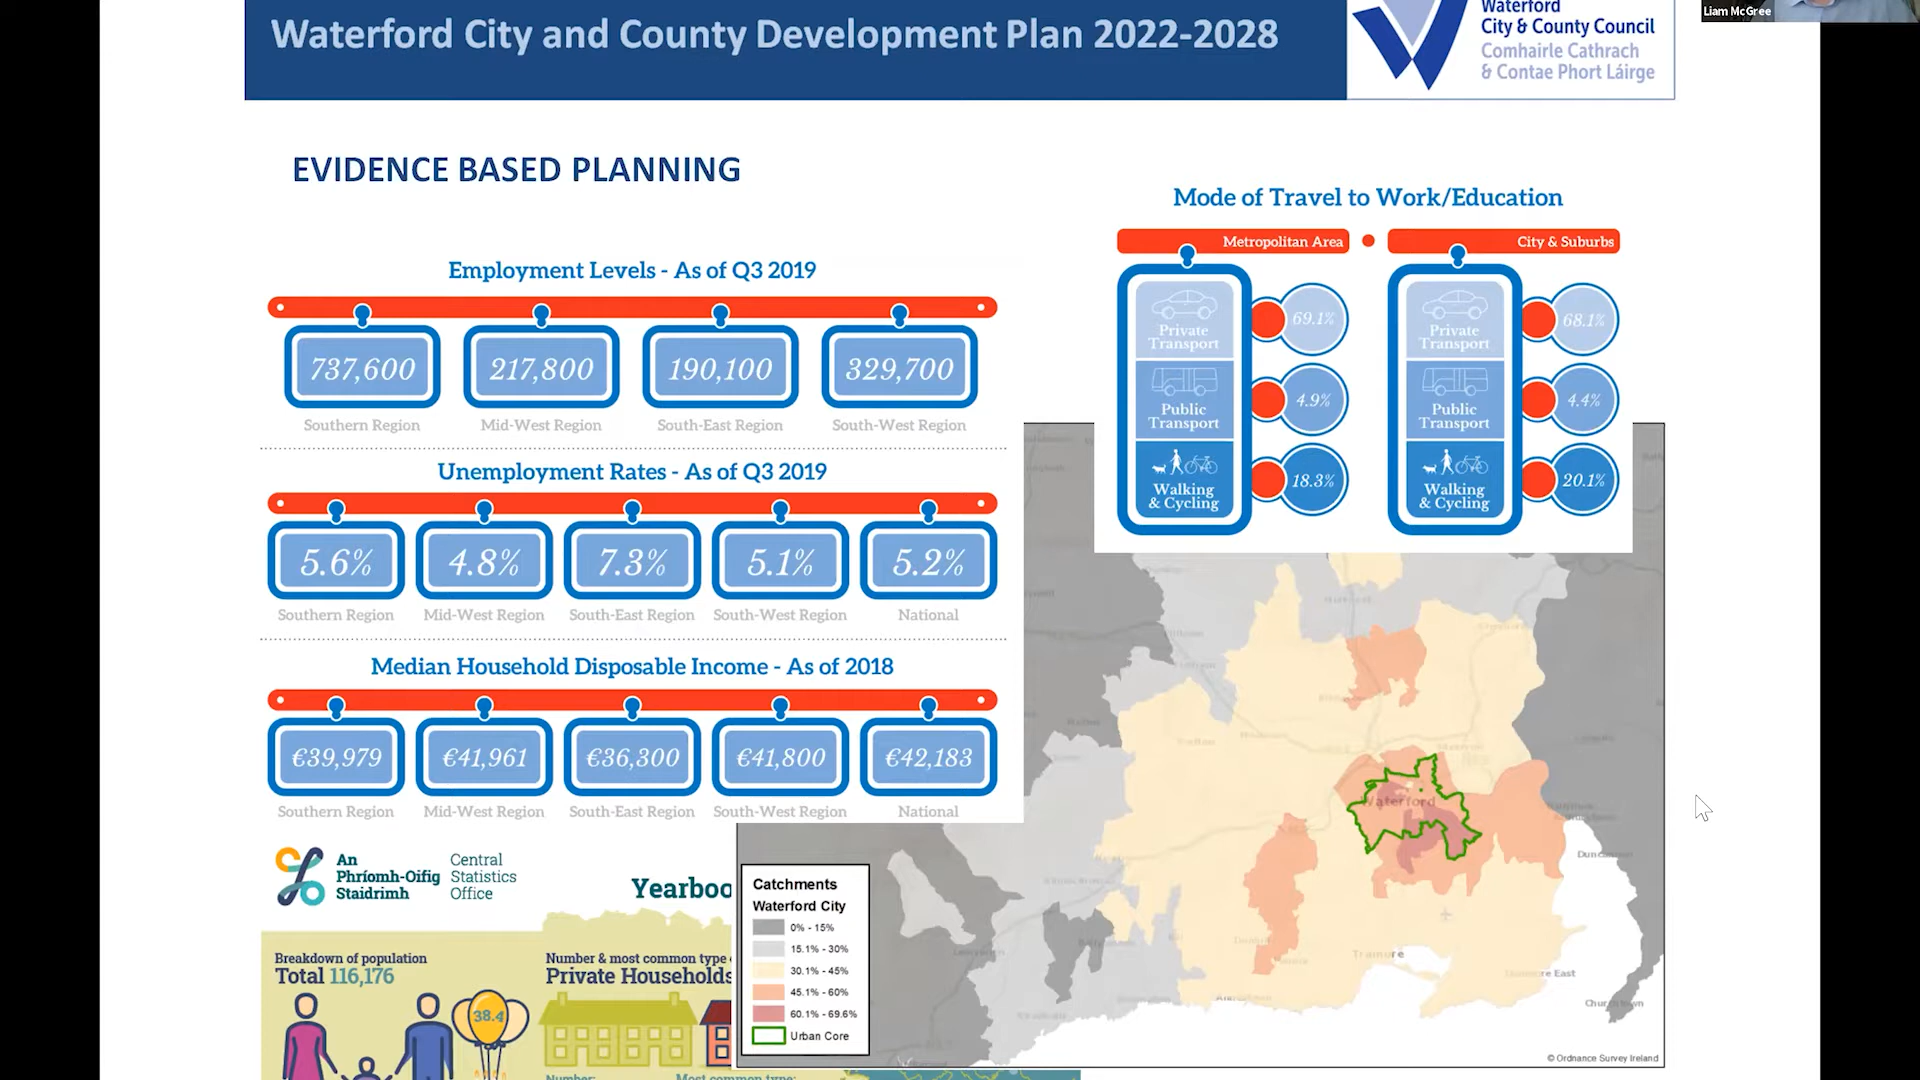 Waterford City and County Development Plan 2022-2028
Waterford
City & County Council
Comhairle Cathrach
& Contae Phort Láirge
Liam McGree
EVIDENCE BASED PLANNING
Employment Levels - As of Q3 2019
737,600
217,800
190,100
329,700
Southern Region
Mid-West Region
South-East Region
South-West Region
Unemployment Rates - As of Q3 2019
5.6%
4.8%
7.3%
5.1%
5.2%
Southern Region
Mid-West Region
South-East Region
South-West Region
National
Median Household Disposable Income - As of 2018
€39,979
€41,961
€36,300
€41,800
€42,183
Southern Region
Mid-West Region
South-East Region
South-West Region
National
Mode of Travel to Work/Education
Metropolitan Area
City & Suburbs
Private
Transport
69.1%
Public
Transport
4.9%
Walking
& Cycling
18.3%
Private
Transport
68.1%
Public
Transport
4.4%
Walking
& Cycling
20.1%
An
Phríomh-Oifig
Staidrimh
Central
Statistics
Office
Yearboo
Breakdown of population
Total 116,176
38.4
Number & most common type
Private Households
Number:
Most common type:
Catchments
Waterford City
0% - 15%
15.1% - 30%
30.1% - 45%
45.1% - 60%
60.1% - 69.6%
Urban Core
Waterford
Tramore
© Ordnance Survey Ireland